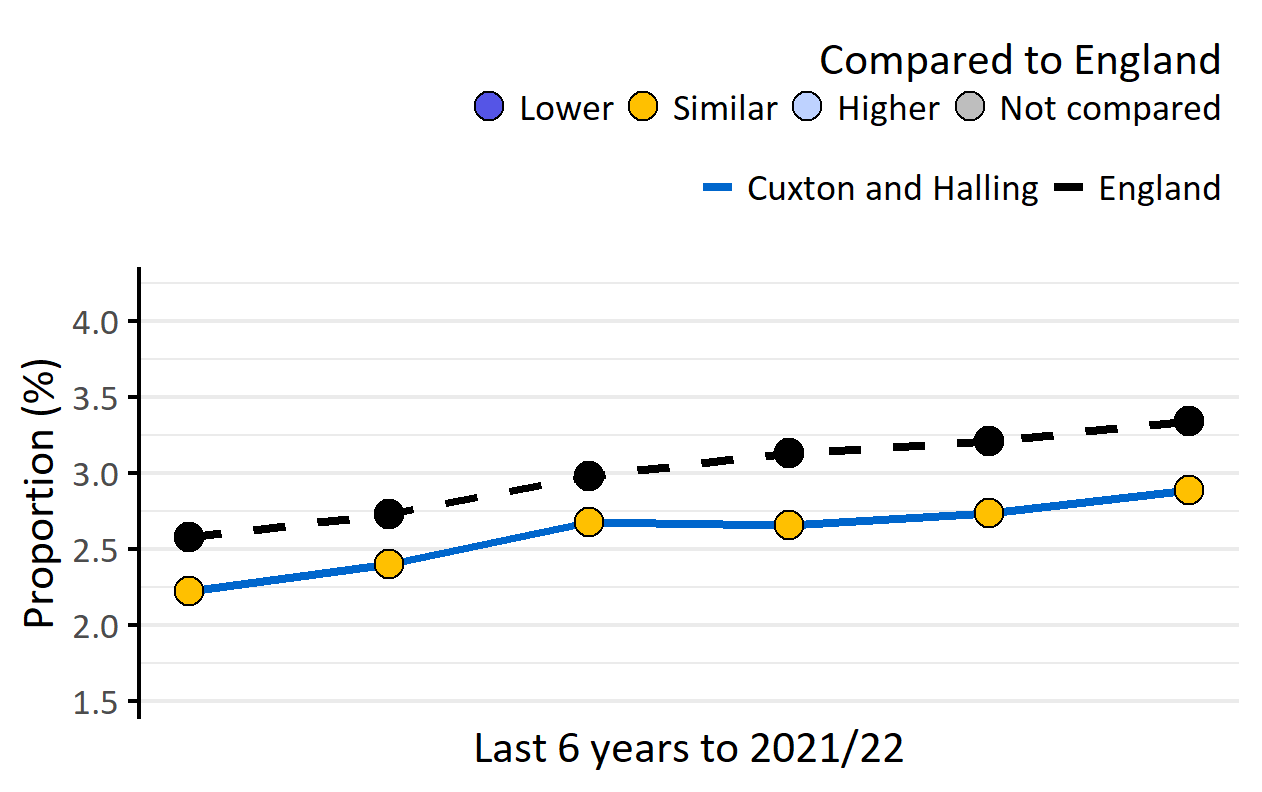 Compared to England
Lower Similar Higher Not compared
Cuxton and Halling England
Proportion (%)
4.0
3.5
3.0
2.5
2.0
1.5
Last 6 years to 2021/22